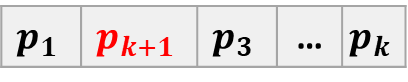 p₁ pₖ₊₁ p₃ ... pₖ